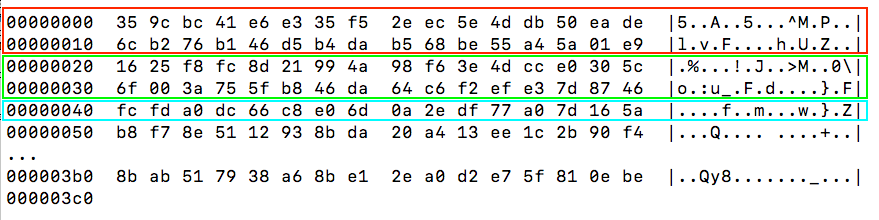 00000000  35 9c bc 41 e6 e3 35 f5  2e ec 5e 4d db 50 ea de  |5..A..5...^M.P..|
00000010  6c b2 76 b1 46 d5 b4 da  b5 68 be 55 a4 5a 01 e9  |l.v.F....h.U.Z..|
00000020  16 25 f8 fc 8d 21 99 4a  98 f6 3e 4d cc e0 30 5c  |.%...!.J..>M..0\|
00000030  6f 00 3a 75 5f b8 46 da  64 c6 f2 ef e3 7d 87 46  |o.:u_.F.d....}.F|
00000040  fc fd a0 dc 66 c8 e0 6d  0a 2e df 77 a0 7d 16 5a  |....f..m...w.}.Z|
00000050  b8 f7 8e 51 12 93 8b da  20 a4 13 ee 1c 2b 90 f4  |...Q.... ....+..|
...
000003b0  8b ab 51 79 38 a6 8b e1  2e a0 d2 e7 5f 81 0e be  |..Qy8......._...|
000003c0